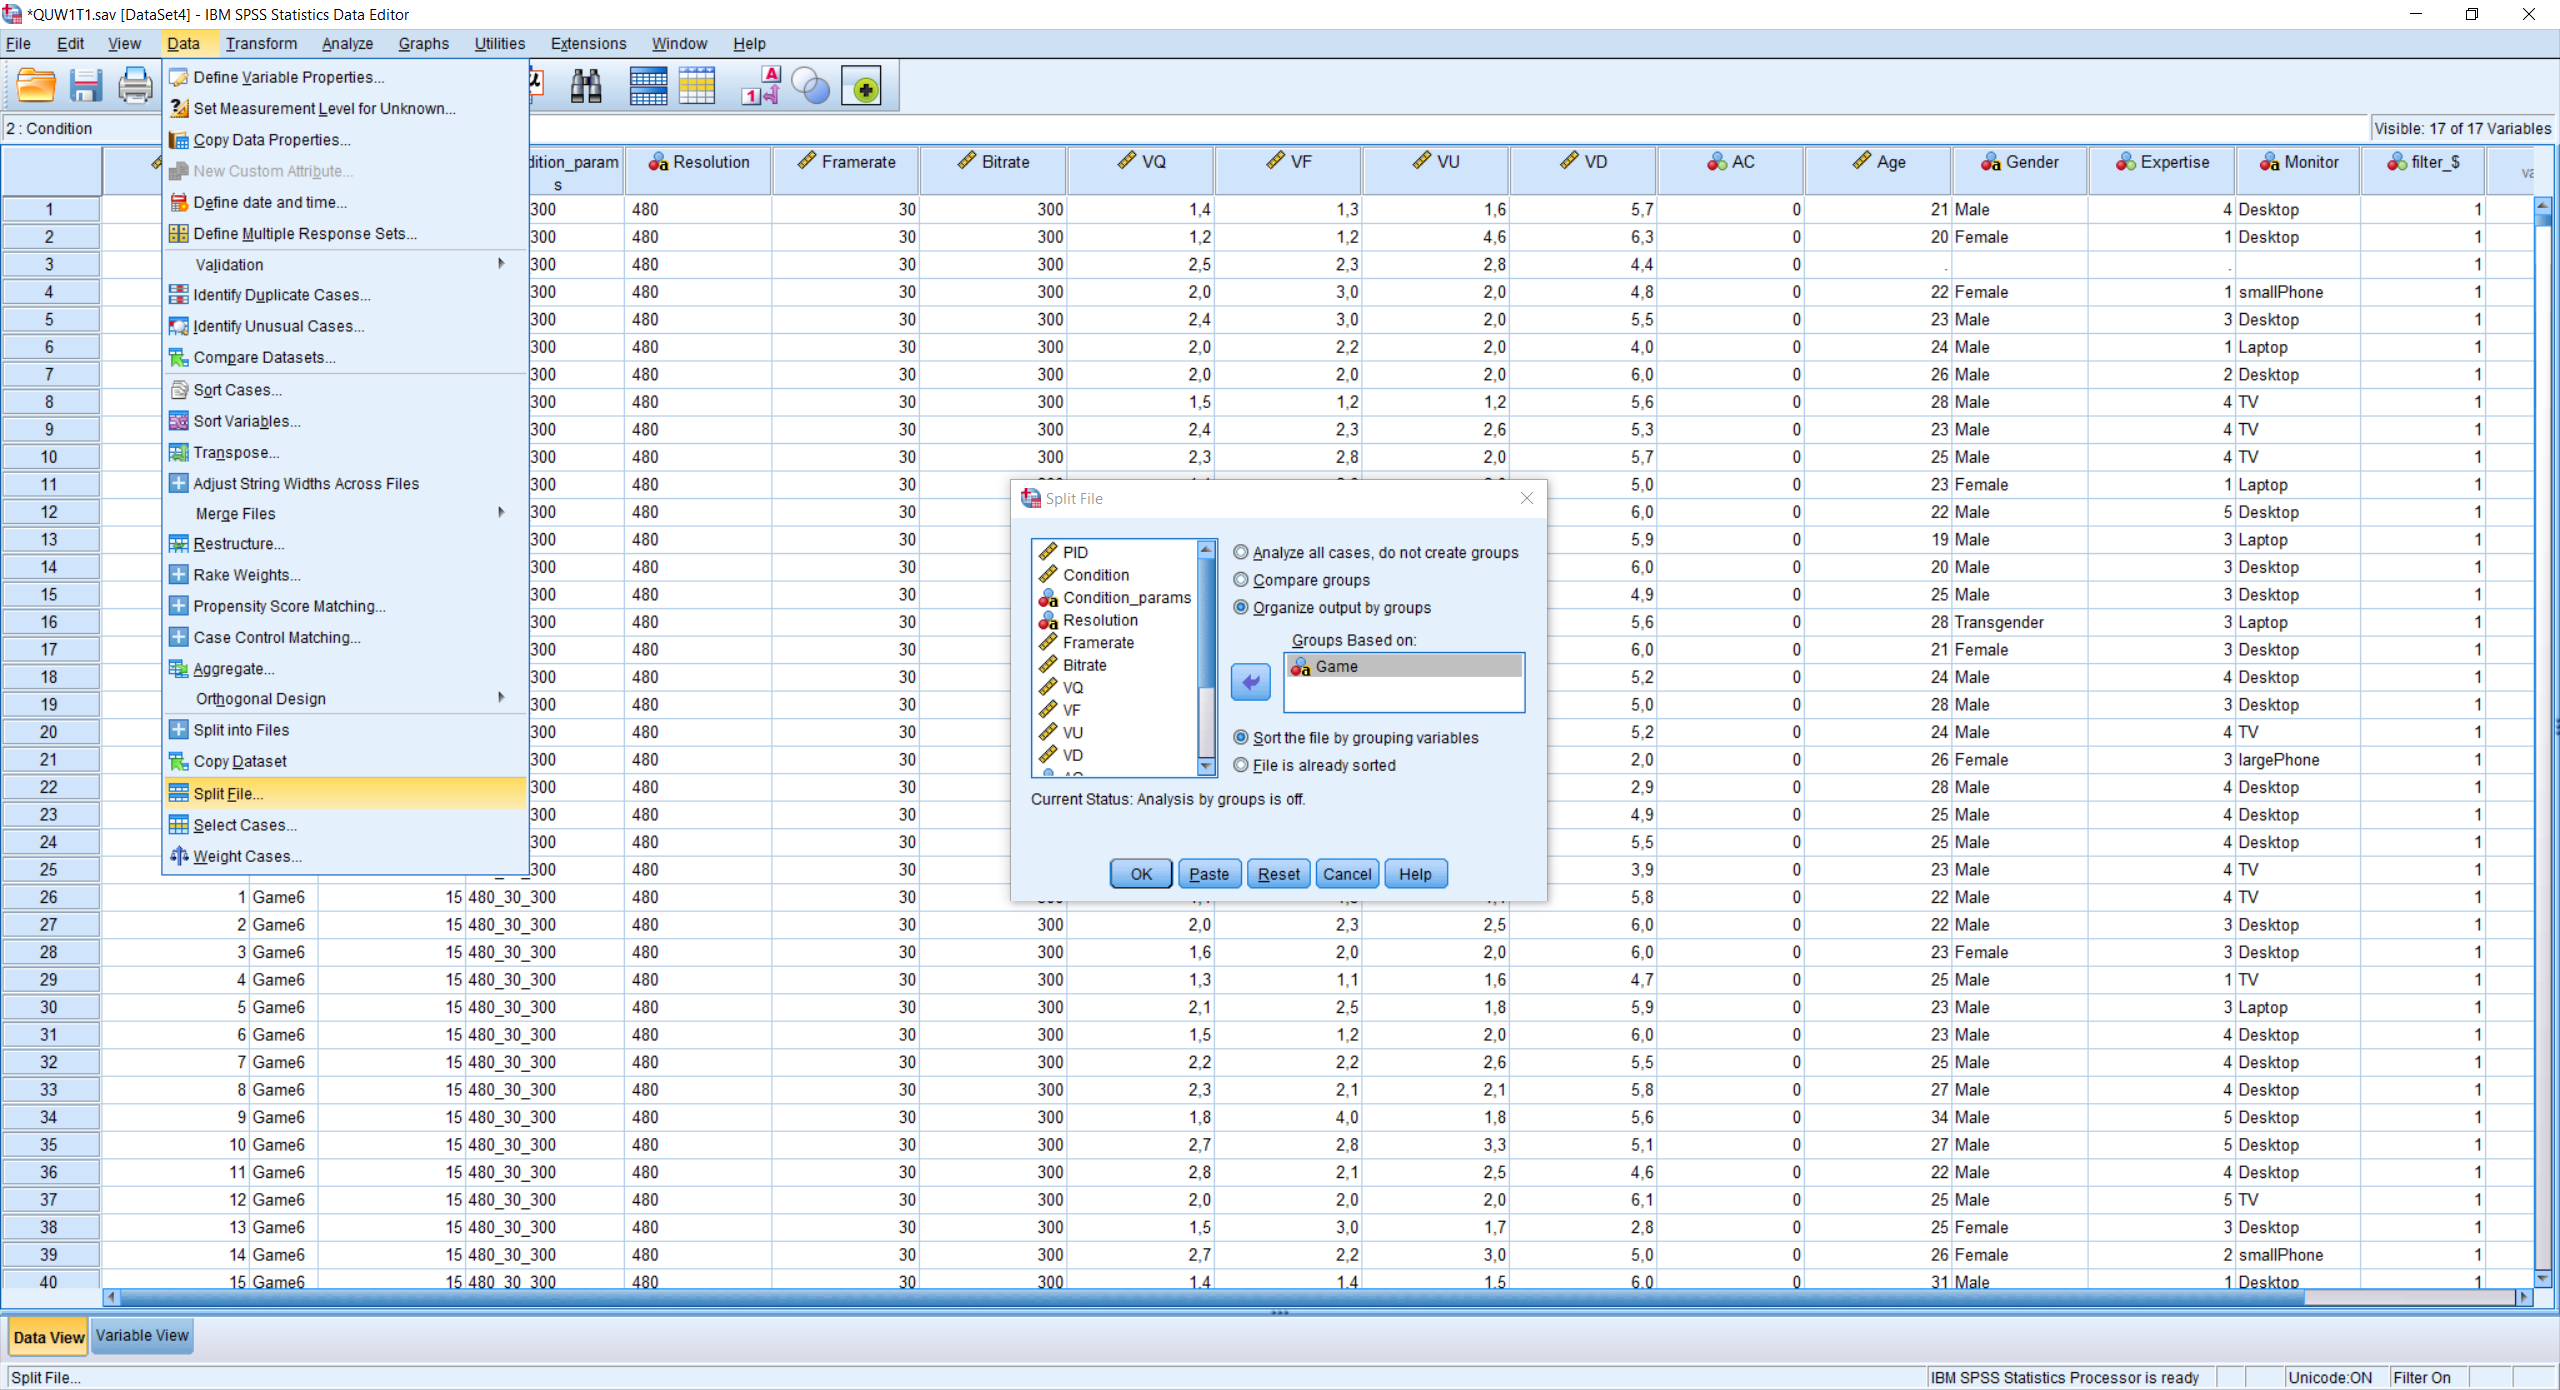 *QUW1T1.sav [DataSet4] - IBM SPSS Statistics Data Editor
File Edit View Data Transform Analyze Graphs Utilities Extensions Window Help
2 : Condition
Visible: 17 of 17 Variables
Define Variable Properties...
Set Measurement Level for Unknown...
Copy Data Properties...
New Custom Attribute...
Define date and time...
Define Multiple Response Sets...
Validation
Identify Duplicate Cases...
Identify Unusual Cases...
Compare Datasets...
Sort Cases...
Sort Variables...
Transpose...
Adjust String Widths Across Files
Merge Files
Restructure...
Rake Weights...
Propensity Score Matching...
Case Control Matching...
Aggregate...
Orthogonal Design
Split into Files
Copy Dataset
Split File...
Select Cases...
Weight Cases...
dition_param
s
Resolution Framerate Bitrate VQ VF VU VD AC Age Gender Expertise Monitor filter_$
1 300 480 30 300 1,4 1,3 1,6 5,7 0 21 Male 4 Desktop 1
2 300 480 30 300 1,2 1,2 4,6 6,3 0 20 Female 1 Desktop 1
3 300 480 30 300 2,5 2,3 2,8 4,4 0 . . 1
4 300 480 30 300 2,0 3,0 2,0 4,8 0 22 Female 1 smallPhone 1
5 300 480 30 300 2,4 3,0 2,0 5,5 0 23 Male 3 Desktop 1
6 300 480 30 300 2,0 2,2 2,0 4,0 0 24 Male 1 Laptop 1
7 300 480 30 300 2,0 2,0 2,0 6,0 0 26 Male 2 Desktop 1
8 300 480 30 300 1,5 1,2 1,2 5,6 0 28 Male 4 TV 1
9 300 480 30 300 2,4 2,3 2,6 5,3 0 23 Male 4 TV 1
10 300 480 30 300 2,3 2,8 2,0 5,7 0 25 Male 4 TV 1
11 300 480 30 5,0 0 23 Female 1 Laptop 1
12 300 480 30 6,0 0 22 Male 5 Desktop 1
13 300 480 30 5,9 0 19 Male 3 Laptop 1
14 300 480 30 6,0 0 20 Male 3 Desktop 1
15 300 480 30 4,9 0 25 Male 3 Desktop 1
16 300 480 30 5,6 0 28 Transgender 3 Laptop 1
17 300 480 30 6,0 0 21 Female 3 Desktop 1
18 300 480 30 5,2 0 24 Male 4 Desktop 1
19 300 480 30 5,0 0 28 Male 3 Desktop 1
20 300 480 30 5,2 0 24 Male 4 TV 1
21 300 480 30 2,0 0 26 Female 3 largePhone 1
22 300 480 30 2,9 0 28 Male 4 Desktop 1
23 300 480 30 4,9 0 25 Male 4 Desktop 1
24 300 480 30 5,5 0 25 Male 4 Desktop 1
25 300 480 30 3,9 0 23 Male 4 TV 1
26 1 Game6 15 480_30_300 480 30 5,8 0 22 Male 4 TV 1
27 2 Game6 15 480_30_300 480 30 300 2,0 2,3 2,5 6,0 0 22 Male 3 Desktop 1
28 3 Game6 15 480_30_300 480 30 300 1,6 2,0 2,0 6,0 0 23 Female 3 Desktop 1
29 4 Game6 15 480_30_300 480 30 300 1,3 1,1 1,6 4,7 0 25 Male 1 TV 1
30 5 Game6 15 480_30_300 480 30 300 2,1 2,5 1,8 5,9 0 23 Male 3 Laptop 1
31 6 Game6 15 480_30_300 480 30 300 1,5 1,2 2,0 6,0 0 23 Male 4 Desktop 1
32 7 Game6 15 480_30_300 480 30 300 2,2 2,2 2,6 5,5 0 25 Male 4 Desktop 1
33 8 Game6 15 480_30_300 480 30 300 2,3 2,1 2,1 5,8 0 27 Male 4 Desktop 1
34 9 Game6 15 480_30_300 480 30 300 1,8 4,0 1,8 5,6 0 34 Male 5 Desktop 1
35 10 Game6 15 480_30_300 480 30 300 2,7 2,8 3,3 5,1 0 27 Male 5 Desktop 1
36 11 Game6 15 480_30_300 480 30 300 2,8 2,1 2,5 4,6 0 22 Male 4 Desktop 1
37 12 Game6 15 480_30_300 480 30 300 2,0 2,0 2,0 6,1 0 25 Male 5 TV 1
38 13 Game6 15 480_30_300 480 30 300 1,5 3,0 1,7 2,8 0 25 Female 3 Desktop 1
39 14 Game6 15 480_30_300 480 30 300 2,7 2,2 3,0 5,0 0 26 Female 2 smallPhone 1
40 15 Game6 15 480_30_300 480 30 300 1,4 1,4 1,5 6,0 0 31 Male 1 Desktop 1
Split File
PID
Condition
Condition_params
Resolution
Framerate
Bitrate
VQ
VF
VU
VD
Analyze all cases, do not create groups
Compare groups
Organize output by groups
Groups Based on:
Game
Sort the file by grouping variables
File is already sorted
Current Status: Analysis by groups is off.
OK Paste Reset Cancel Help
Data View Variable View
Split File...
IBM SPSS Statistics Processor is ready Unicode:ON Filter On